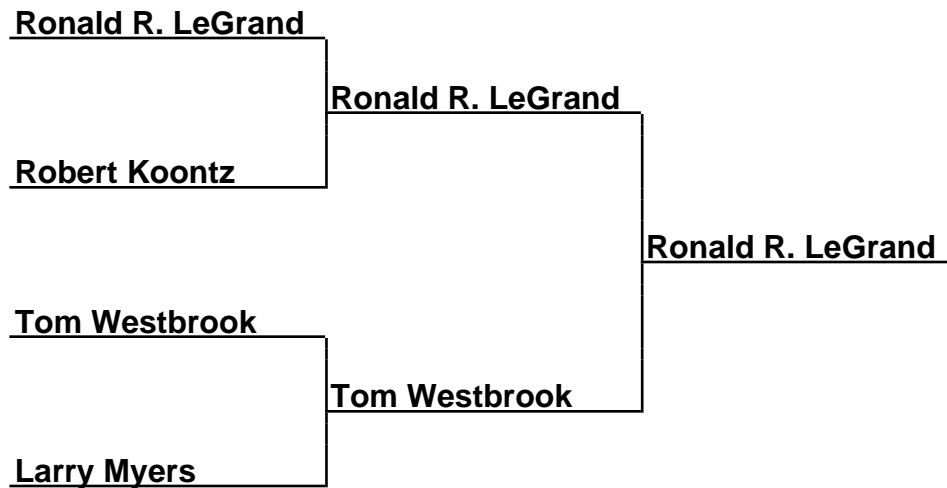 Ronald R. LeGrand
Ronald R. LeGrand
Robert Koontz
Ronald R. LeGrand
Tom Westbrook
Tom Westbrook
Larry Myers